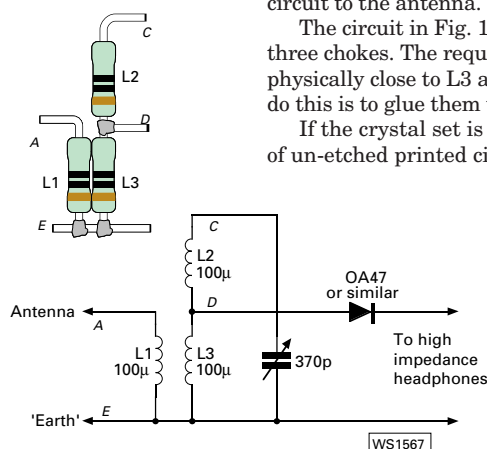 circuit to the antenna.
The circuit in Fig. 1
three chokes. The requ
physically close to L3 a
do this is to glue them
If the crystal set is
of un-etched printed ci
C
L2
D
A
L1
L3
E
C
L2
100µ
D
OA47
or similar
Antenna
A
L1
100µ
L3
100µ
370p
To high
impedance
headphones
'Earth'
E
WS1567